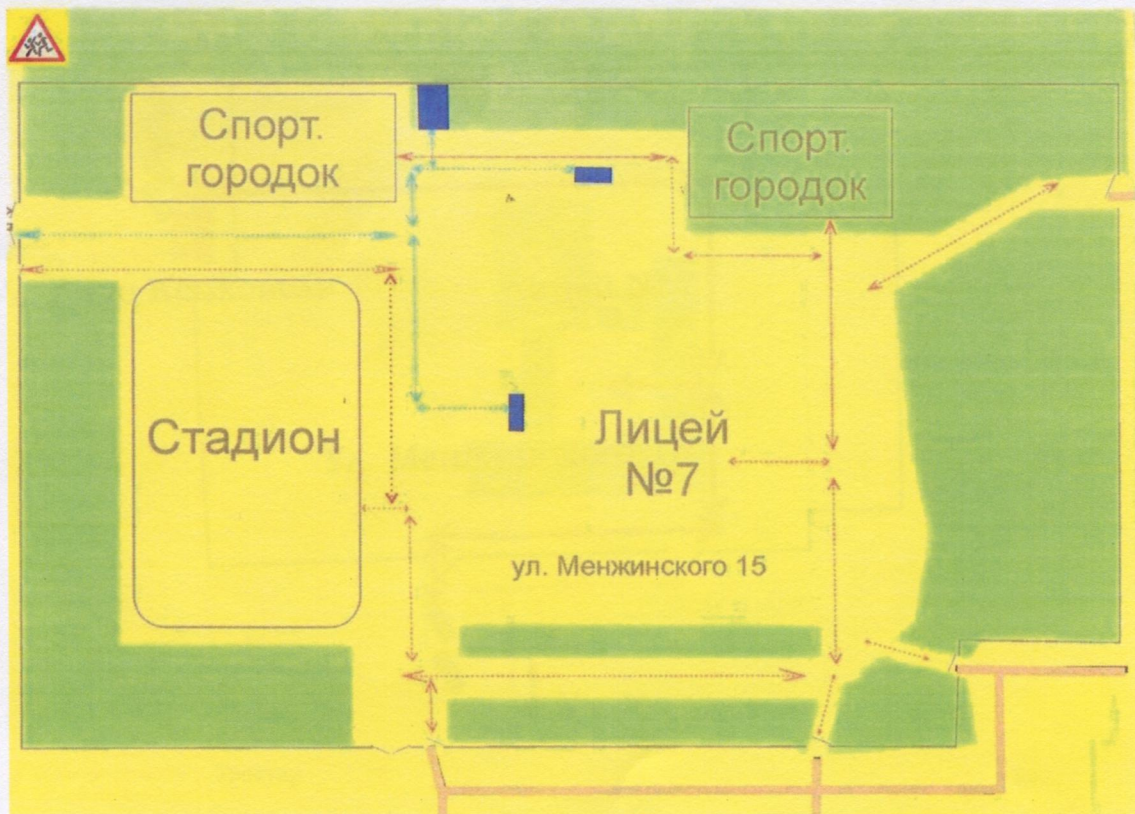 Спорт.
городок
Спорт.
городок
Стадион
Лицей
№7
ул. Менжинского 15